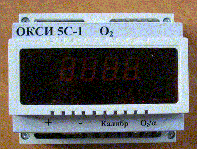 ОКСИ 5С-1 O₂
+ - Калибр O₂/α